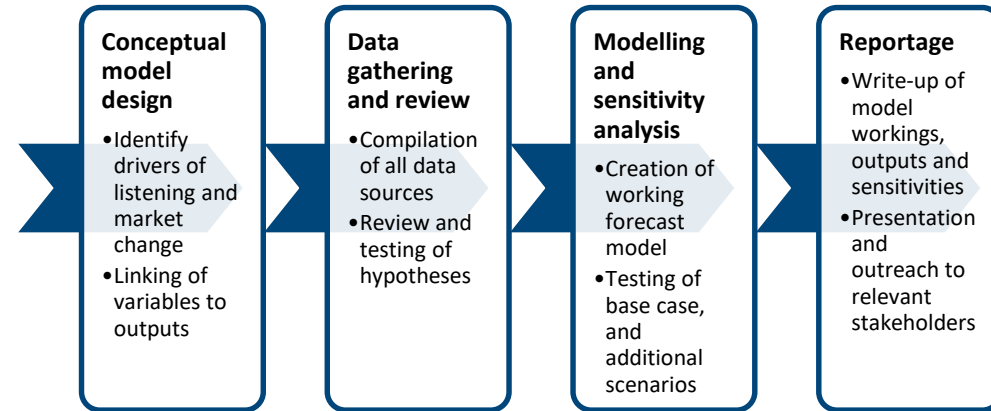 Conceptual
model
design
•Identify
drivers of
listening and
market
change
•Linking of
variables to
outputs
Data
gathering
and review
•Compilation
of all data
sources
•Review and
testing of
hypotheses
Modelling
and
sensitivity
analysis
•Creation of
working
forecast
model
•Testing of
base case,
and
additional
scenarios
Reportage
•Write-up of
model
workings,
outputs and
sensitivities
•Presentation
and
outreach to
relevant
stakeholders